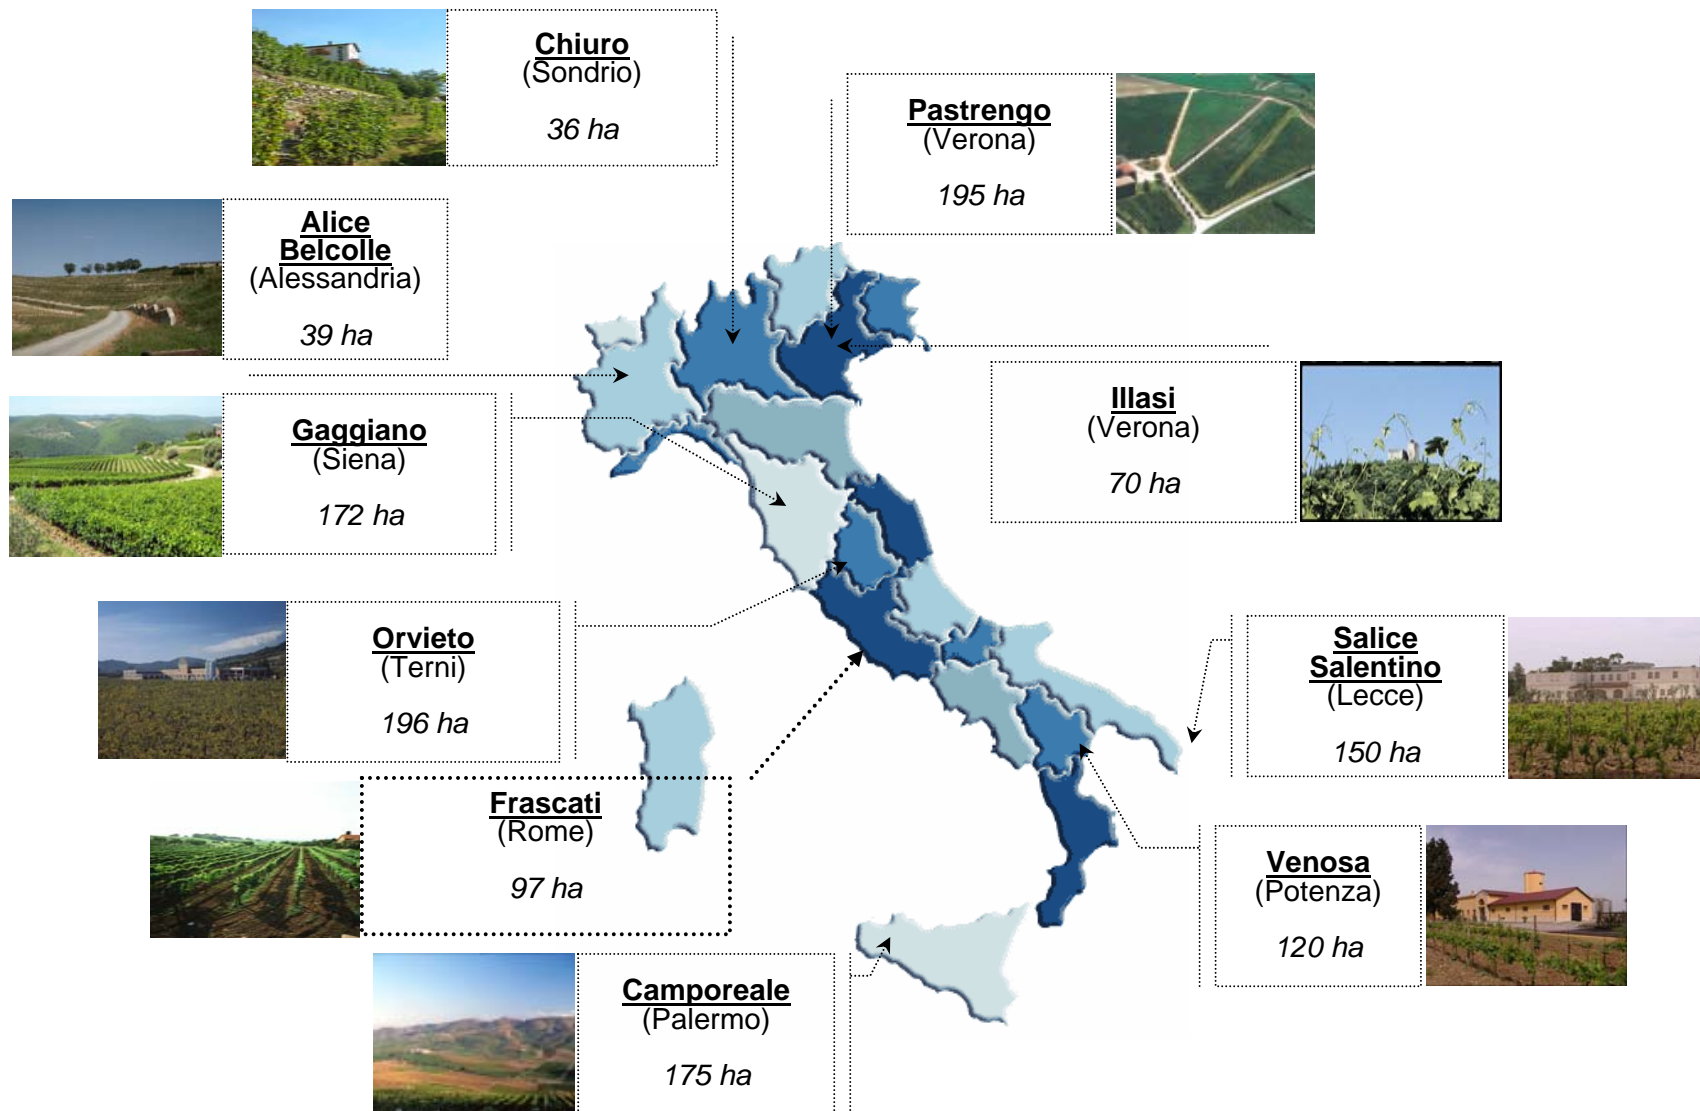 Chiuro
(Sondrio)
36 ha
Pastrengo
(Verona)
195 ha
Alice
Belcolle
(Alessandria)
39 ha
Illasi
(Verona)
70 ha
Gaggiano
(Siena)
172 ha
Orvieto
(Terni)
196 ha
Salice
Salentino
(Lecce)
150 ha
Frascati
(Rome)
97 ha
Venosa
(Potenza)
120 ha
Camporeale
(Palermo)
175 ha